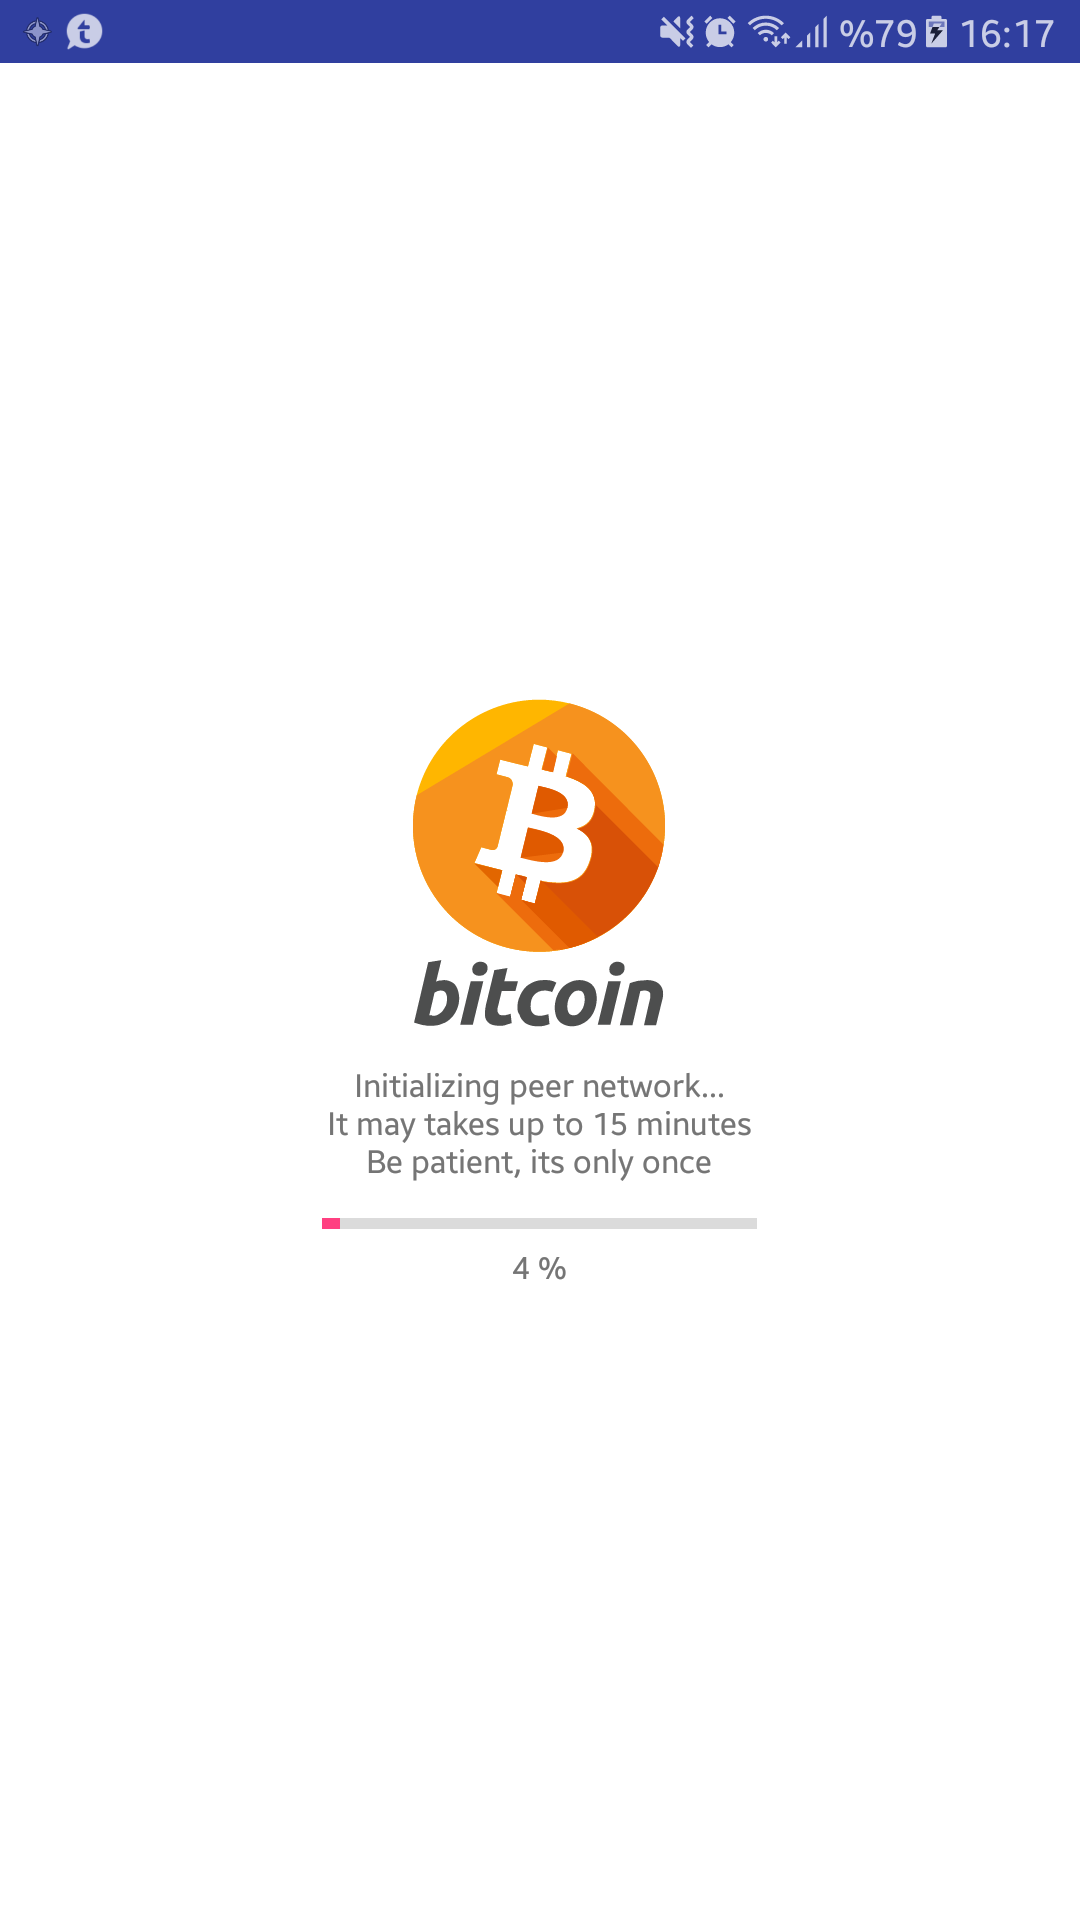 %79 16:17
bitcoin
Initializing peer network...
It may takes up to 15 minutes
Be patient, its only once
4 %